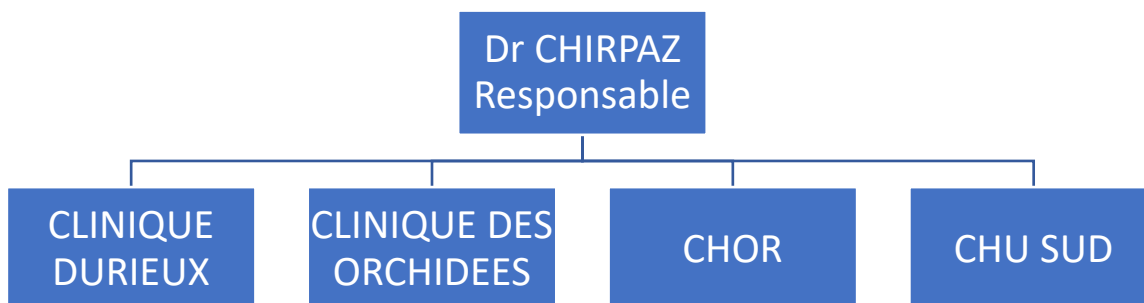 Dr CHIRPAZ
Responsable
CLINIQUE
DURIEUX
CLINIQUE DES
ORCHIDEES
CHOR
CHU SUD